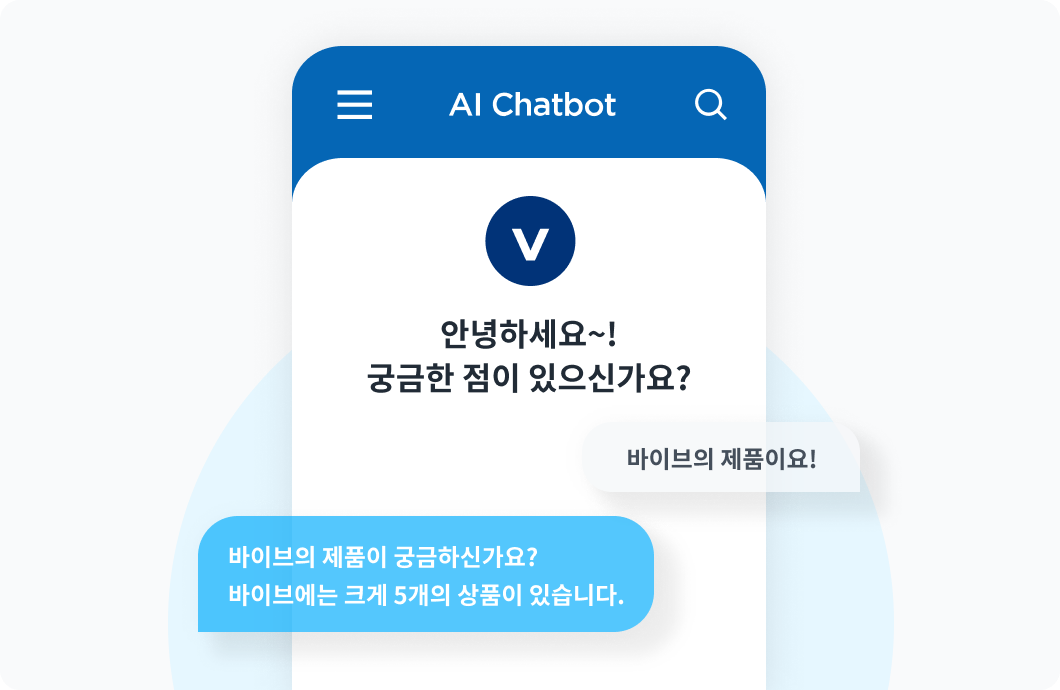 AI Chatbot
V
안녕하세요~!
궁금한 점이 있으신가요?
바이브의 제품이요!
바이브의 제품이 궁금하신가요?
바이브에는 크게 5개의 상품이 있습니다.